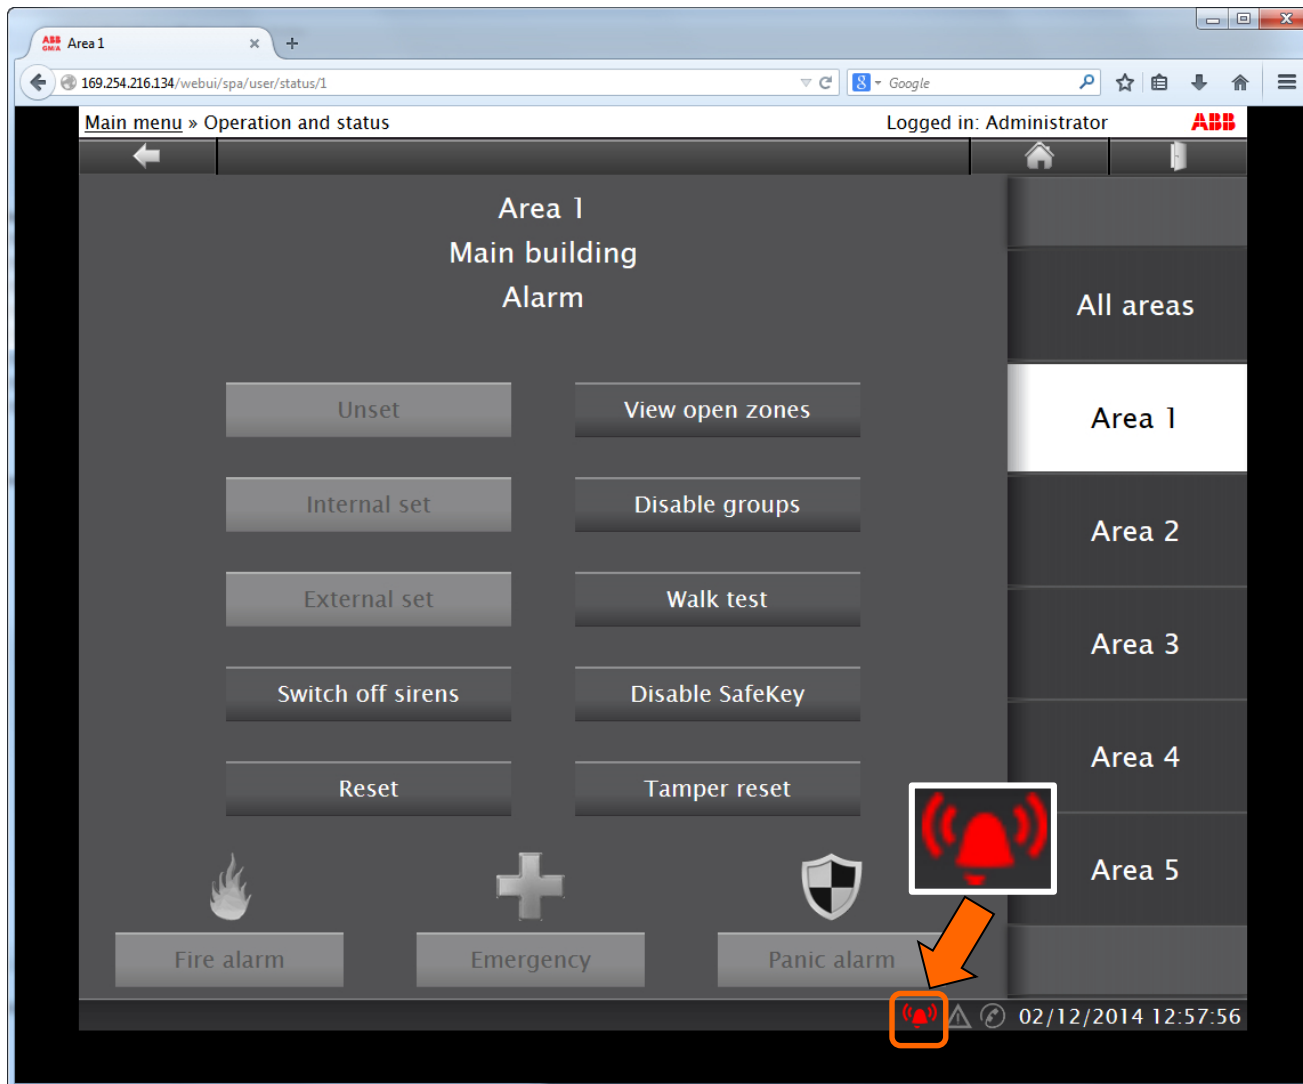 ABB
GM/A
Area 1
169.254.216.134/webui/spa/user/status/1
8
Google
Main menu » Operation and status
Logged in: Administrator
ABB
Area 1
Main building
Alarm
All areas
Unset
View open zones
Area 1
Internal set
Disable groups
Area 2
External set
Walk test
Area 3
Switch off sirens
Disable SafeKey
Area 4
Reset
Tamper reset
Area 5
Fire alarm
Emergency
Panic alarm
02/12/2014 12:57:56